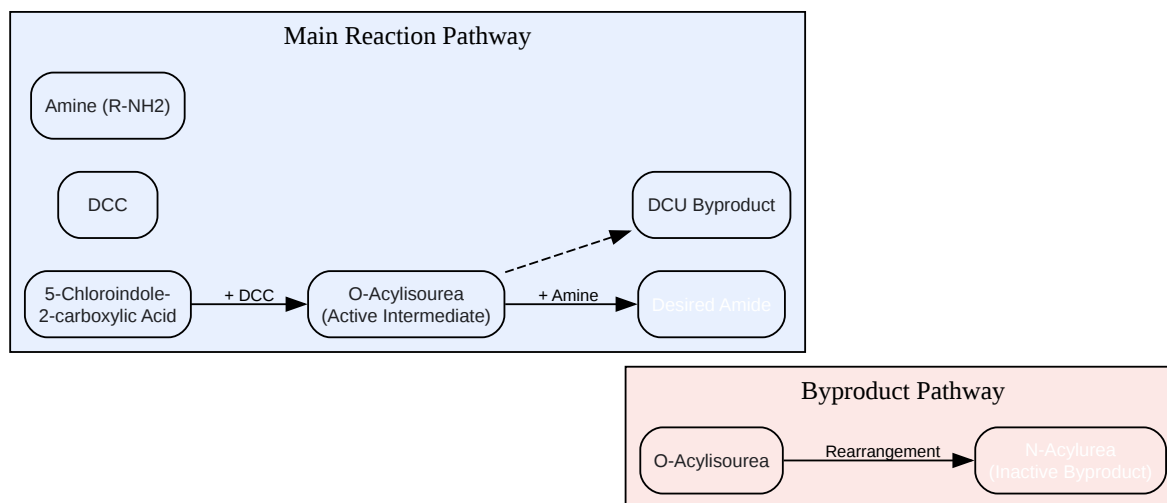 Main Reaction Pathway
Amine (R-NH2)
DCC
DCU Byproduct
5-Chloroindole-
2-carboxylic Acid
+ DCC
O-Acylisourea
(Active Intermediate)
+ Amine
Desired Amide
Byproduct Pathway
O-Acylisourea
Rearrangement
N-Acylurea
(Inactive Byproduct)